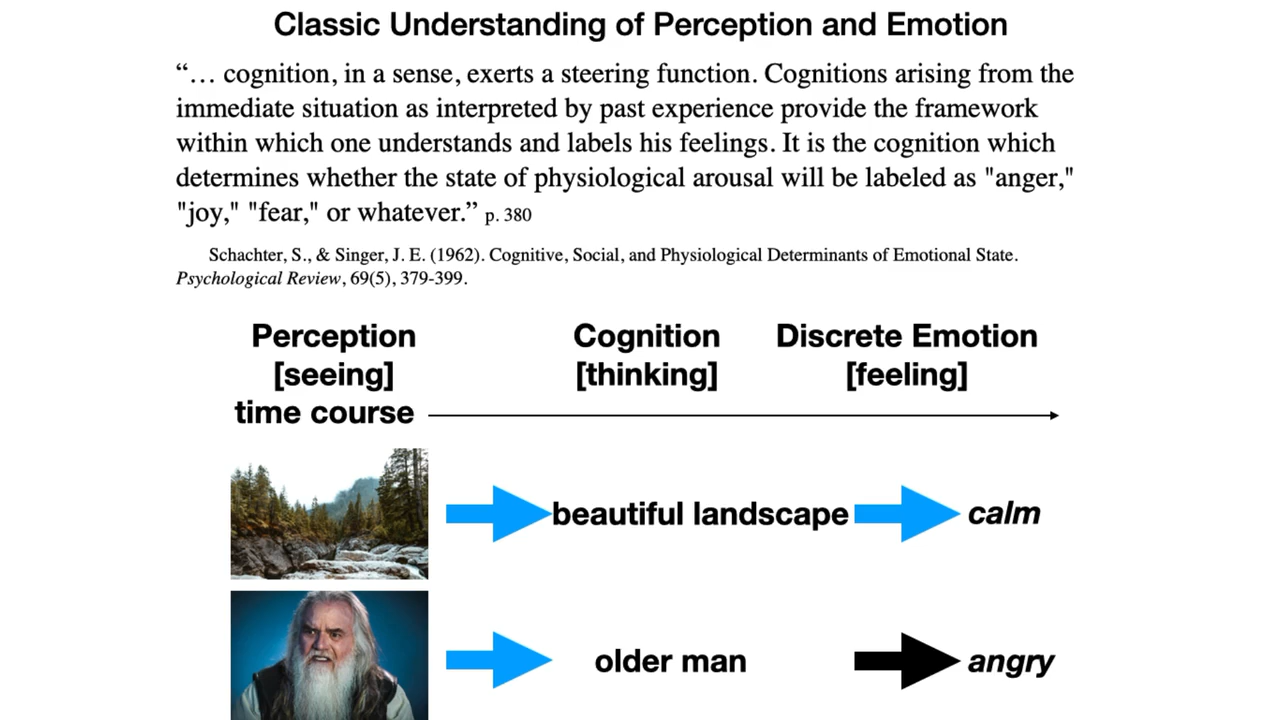 Classic Understanding of Perception and Emotion
“… cognition, in a sense, exerts a steering function. Cognitions arising from the
immediate situation as interpreted by past experience provide the framework
within which one understands and labels his feelings. It is the cognition which
determines whether the state of physiological arousal will be labeled as "anger,"
"joy," "fear," or whatever.” p. 380
Schachter, S., & Singer, J. E. (1962). Cognitive, Social, and Physiological Determinants of Emotional State.
Psychological Review, 69(5), 379-399.
Perception Cognition Discrete Emotion
[seeing] [thinking] [feeling]
time course
beautiful landscape calm
older man angry